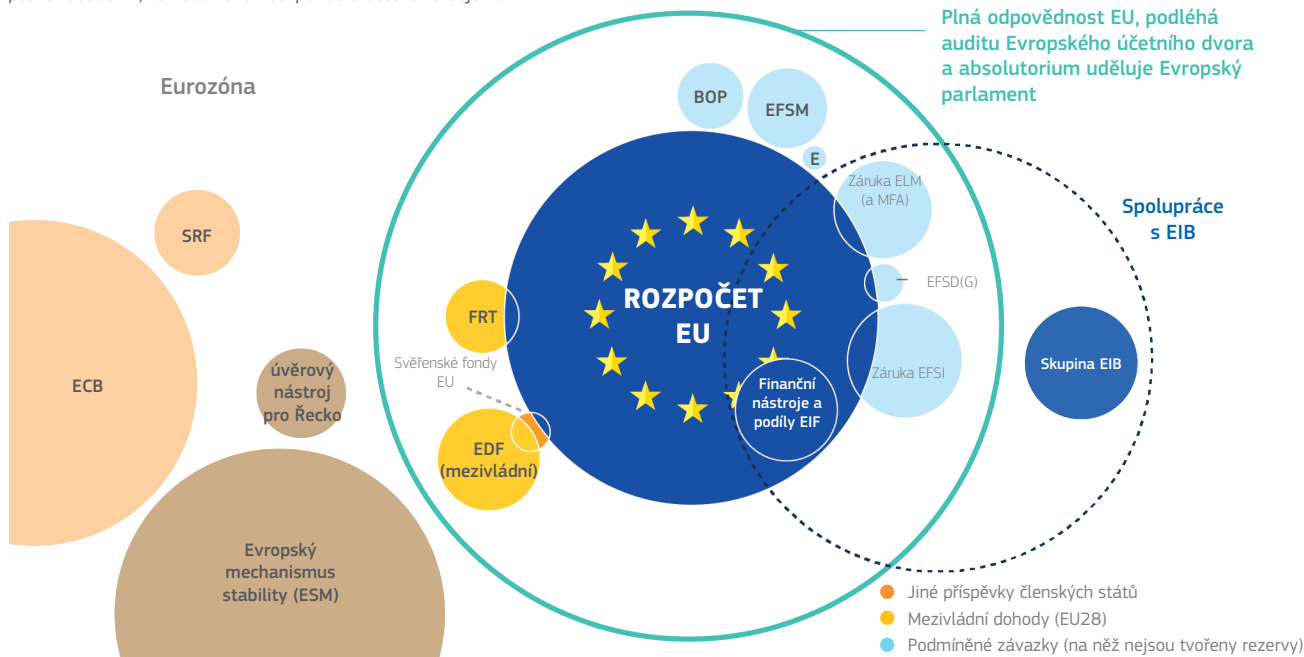 Plná odpovědnost EU, podléhá
auditu Evropského účetního dvora
a absolutorium uděluje Evropský
parlament
Eurozóna
BOP
EFSM
E
Záruka ELM
(a MFA)
Spolupráce
s EIB
SRF
EFSD(G)
ROZPOČET
EU
FRT
Svěřenské fondy
EU
ECB
úvěrový
nástroj
pro Řecko
Záruka EFSI
Skupina EIB
Finanční
nástroje a
podíly EIF
EDF
(mezivládní)
Evropský
mechanismus
stability (ESM)
Jiné příspěvky členských států
Mezivládní dohody (EU28)
Podmíněné závazky (na něž nejsou tvořeny rezervy)